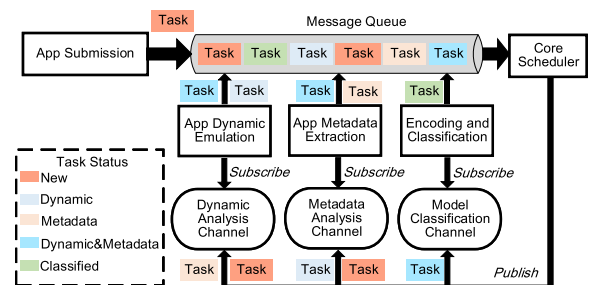 Task
Message Queue
App Submission
Task Task Task Task Task Task
Core
Scheduler
Task Task Task Task Task
App Dynamic
Emulation
App Metadata
Extraction
Encoding and
Classification
Subscribe Subscribe Subscribe
Task Status
New
Dynamic
Metadata
Dynamic&Metadata
Classified
Dynamic
Analysis
Channel
Metadata
Analysis
Channel
Model
Classification
Channel
Task Task Task Task Task
Publish